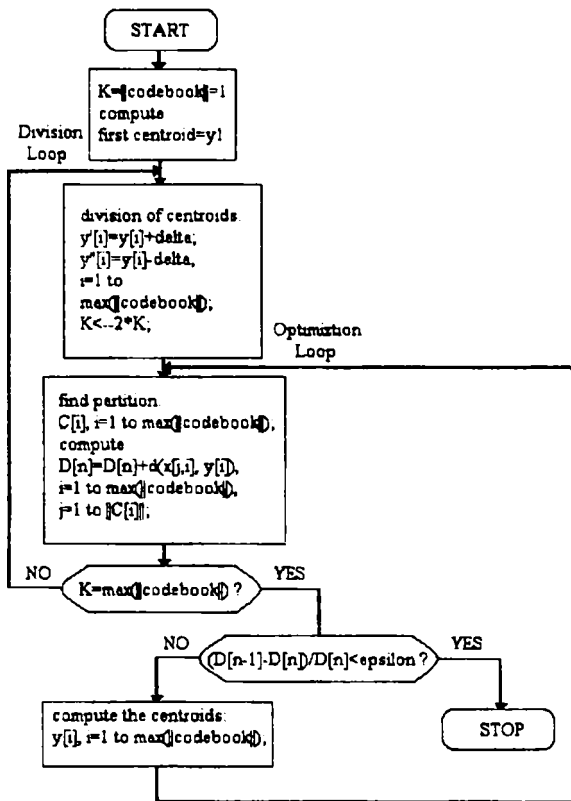 START
K=‖codebook‖=1
compute
first centroid=y1
Division
Loop
division of centroids:
y'[i]=y[i]+delta;
y"[i]=y[i]-delta,
i=1 to
max(‖codebook‖);
K<--2*K;
Optimiztion
Loop
find partition
C[i], i=1 to max(‖codebook‖),
compute
D[n]=D[n]+d(x[j,i], y[i]),
i=1 to max(‖codebook‖),
j=1 to ‖C[i]‖;
NO
K=max(‖codebook‖) ?
YES
NO
(D[n-1]-D[n])/D[n]<epsilon ?
YES
compute the centroids:
y[i], i=1 to max(‖codebook‖),
STOP